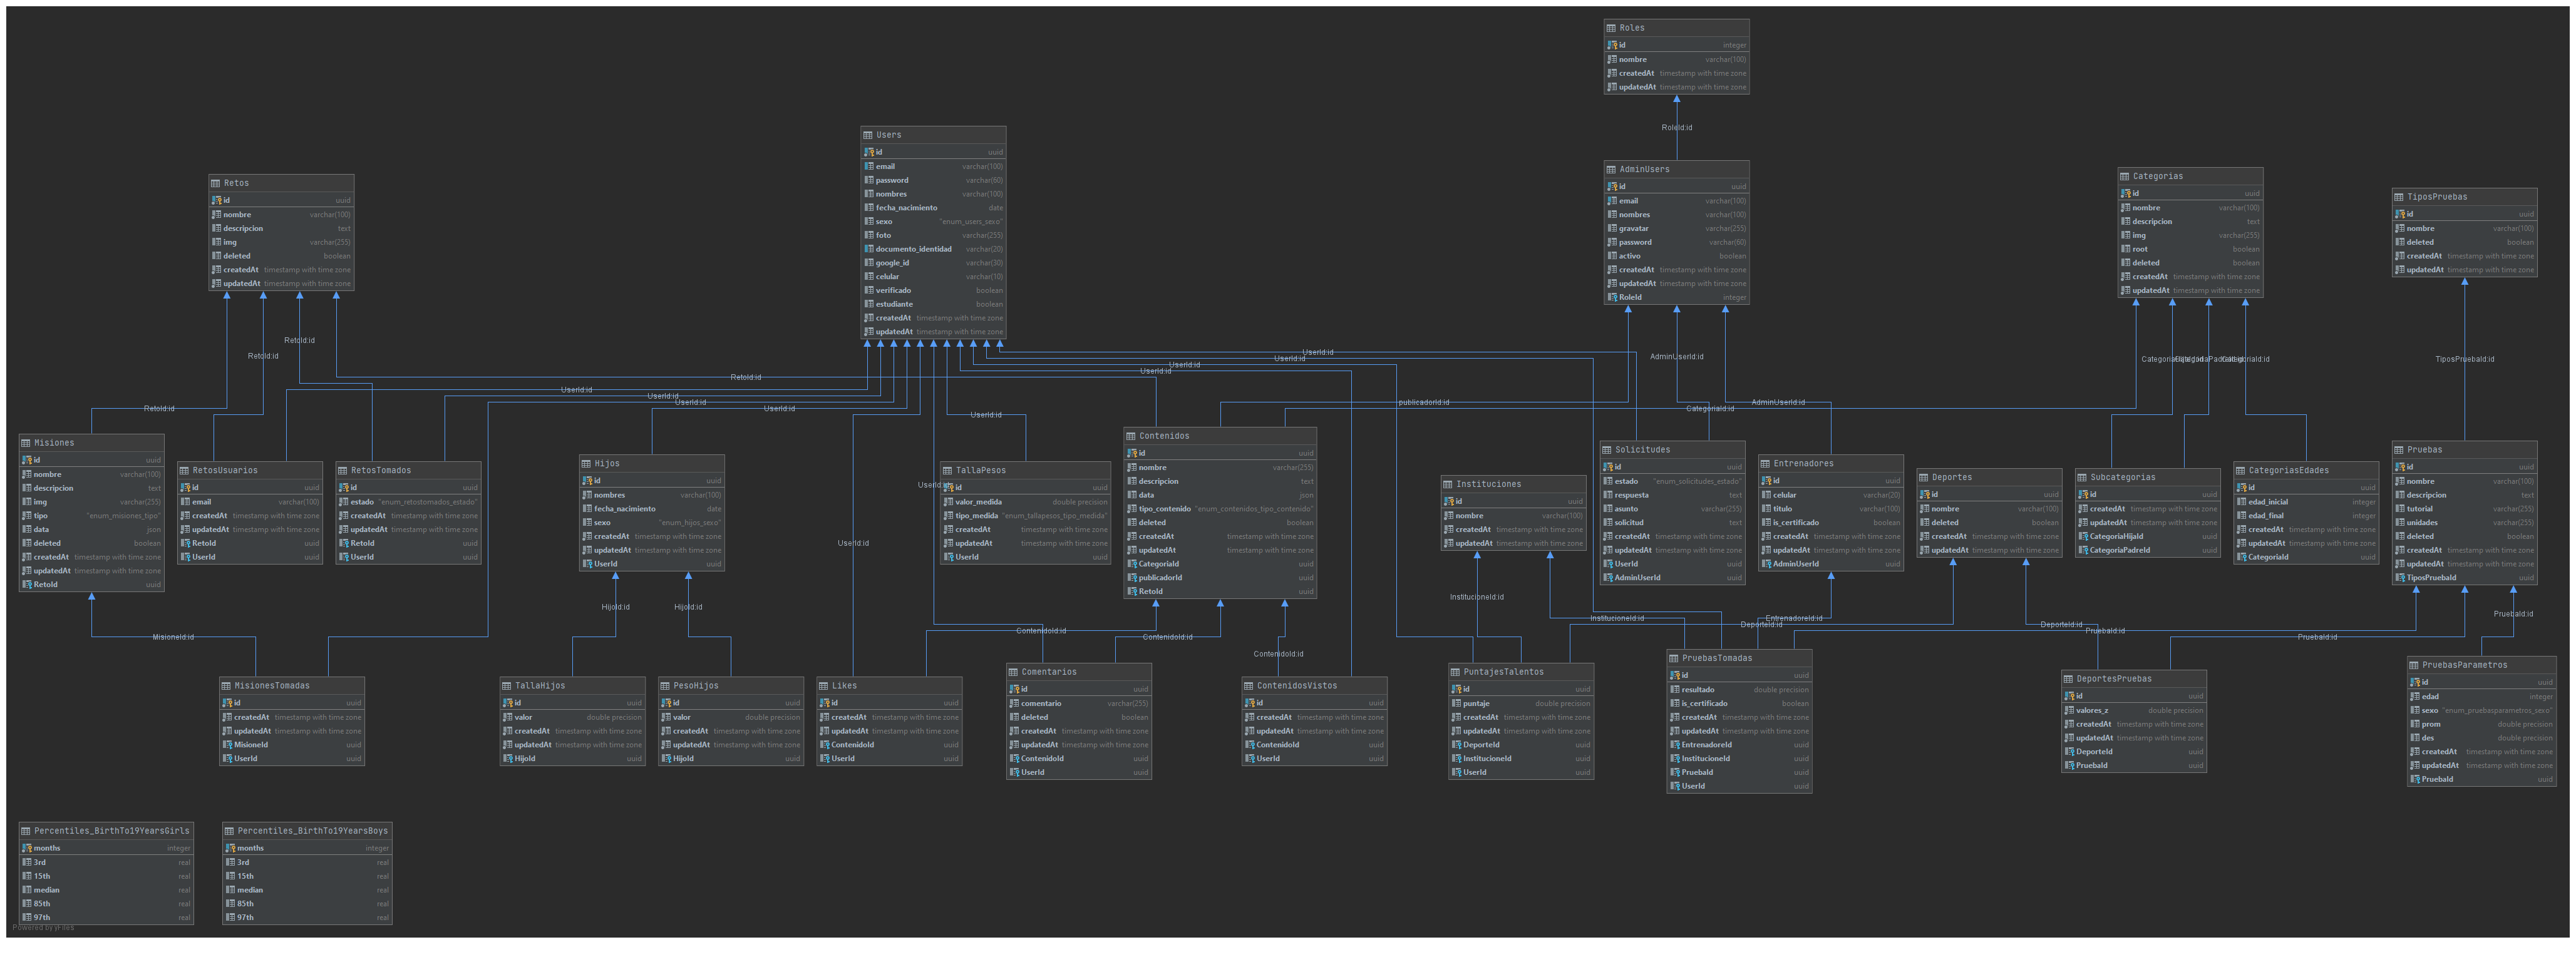 Roles
id integer
nombre varchar(100)
createdAt timestamp with time zone
updatedAt timestamp with time zone
RoleId:id
Users
id uuid
email varchar(100)
password varchar(60)
nombres varchar(100)
fecha_nacimiento date
sexo "enum_users_sexo"
foto varchar(255)
documento_identidad varchar(20)
google_id varchar(30)
celular varchar(10)
verificado boolean
estudiante boolean
createdAt timestamp with time zone
updatedAt timestamp with time zone
AdminUsers
id uuid
email varchar(100)
nombres varchar(100)
gravatar varchar(255)
password varchar(60)
activo boolean
createdAt timestamp with time zone
updatedAt timestamp with time zone
RoleId integer
Categorias
id uuid
nombre varchar(100)
descripcion text
img varchar(255)
root boolean
deleted boolean
createdAt timestamp with time zone
updatedAt timestamp with time zone
Retos
id uuid
nombre varchar(100)
descripcion text
img varchar(255)
deleted boolean
createdAt timestamp with time zone
updatedAt timestamp with time zone
TiposPruebas
id uuid
nombre varchar(100)
deleted boolean
createdAt timestamp with time zone
updatedAt timestamp with time zone
RetoId:id
RetoId:id
UserId:id
UserId:id
AdminUserId:id
UserId:id
UserId:id
TiposPruebaId:id
RetoId:id
UserId:id
UserId:id
UserId:id
UserId:id
RetoId:id
UserId:id
publicadorId:id
CategoriaId:id
AdminUserId:id
Misiones
id uuid
nombre varchar(100)
descripcion text
img varchar(255)
tipo "enum_misiones_tipo"
data json
deleted boolean
createdAt timestamp with time zone
updatedAt timestamp with time zone
RetoId uuid
RetosUsuarios
id uuid
email varchar(100)
createdAt timestamp with time zone
updatedAt timestamp with time zone
RetoId uuid
UserId uuid
RetosTomados
id uuid
estado "enum_retostomados_estado"
createdAt timestamp with time zone
updatedAt timestamp with time zone
RetoId uuid
UserId uuid
Hijos
id uuid
nombres varchar(100)
fecha_nacimiento date
sexo "enum_hijos_sexo"
createdAt timestamp with time zone
updatedAt timestamp with time zone
UserId uuid
UserId:id
UserId:id
TallaPesos
id uuid
valor_medida double precision
tipo_medida "enum_tallapesos_tipo_medida"
createdAt timestamp with time zone
updatedAt timestamp with time zone
UserId uuid
Contenidos
id uuid
nombre varchar(255)
descripcion text
data json
tipo_contenido "enum_contenidos_tipo_contenido"
deleted boolean
createdAt timestamp with time zone
updatedAt timestamp with time zone
CategoriaId uuid
publicadorId uuid
RetoId uuid
Instituciones
id uuid
nombre varchar(100)
createdAt timestamp with time zone
updatedAt timestamp with time zone
Solicitudes
id uuid
estado "enum_solicitudes_estado"
respuesta text
asunto varchar(255)
solicitud text
createdAt timestamp with time zone
updatedAt timestamp with time zone
UserId uuid
AdminUserId uuid
Entrenadores
id uuid
celular varchar(20)
titulo varchar(100)
is_certificado boolean
createdAt timestamp with time zone
updatedAt timestamp with time zone
AdminUserId uuid
Deportes
id uuid
nombre varchar(100)
deleted boolean
createdAt timestamp with time zone
updatedAt timestamp with time zone
Subcategorias
id uuid
createdAt timestamp with time zone
updatedAt timestamp with time zone
CategoriaHijaId uuid
CategoriaPadreId uuid
CategoriasEdades
id uuid
edad_inicial integer
edad_final integer
createdAt timestamp with time zone
updatedAt timestamp with time zone
CategoriaId uuid
Pruebas
id uuid
nombre varchar(100)
descripcion text
tutorial varchar(255)
unidades varchar(255)
deleted boolean
createdAt timestamp with time zone
updatedAt timestamp with time zone
TiposPruebaId uuid
HijoId:id
HijoId:id
InstitucioneId:id
MisioneId:id
ContenidoId:id
ContenidoId:id
ContenidoId:id
InstitucioneId:id
EntrenadoreId:id
DeporteId:id
DeporteId:id
PruebaId:id
PruebaId:id
PruebaId:id
MisionesTomadas
id uuid
createdAt timestamp with time zone
updatedAt timestamp with time zone
MisioneId uuid
UserId uuid
TallaHijos
id uuid
valor double precision
createdAt timestamp with time zone
updatedAt timestamp with time zone
HijoId uuid
PesoHijos
id uuid
valor double precision
createdAt timestamp with time zone
updatedAt timestamp with time zone
HijoId uuid
Likes
id uuid
createdAt timestamp with time zone
updatedAt timestamp with time zone
ContenidoId uuid
UserId uuid
Comentarios
id uuid
comentario varchar(255)
deleted boolean
createdAt timestamp with time zone
updatedAt timestamp with time zone
ContenidoId uuid
UserId uuid
ContenidosVistos
id uuid
createdAt timestamp with time zone
updatedAt timestamp with time zone
ContenidoId uuid
UserId uuid
PuntajesTalentos
id uuid
puntaje double precision
createdAt timestamp with time zone
updatedAt timestamp with time zone
DeporteId uuid
InstitucioneId uuid
UserId uuid
PruebasTomadas
id uuid
resultado double precision
is_certificado boolean
createdAt timestamp with time zone
updatedAt timestamp with time zone
EntrenadoreId uuid
InstitucioneId uuid
PruebaId uuid
UserId uuid
DeportesPruebas
id uuid
valores_z double precision
createdAt timestamp with time zone
updatedAt timestamp with time zone
DeporteId uuid
PruebaId uuid
PruebasParametros
id uuid
edad integer
sexo "enum_pruebasparametros_sexo"
prom double precision
des double precision
createdAt timestamp with time zone
updatedAt timestamp with time zone
PruebaId uuid
Percentiles_BirthTo19YearsGirls
months integer
3rd real
15th real
median real
85th real
97th real
Percentiles_BirthTo19YearsBoys
months integer
3rd real
15th real
median real
85th real
97th real
Powered by yFiles